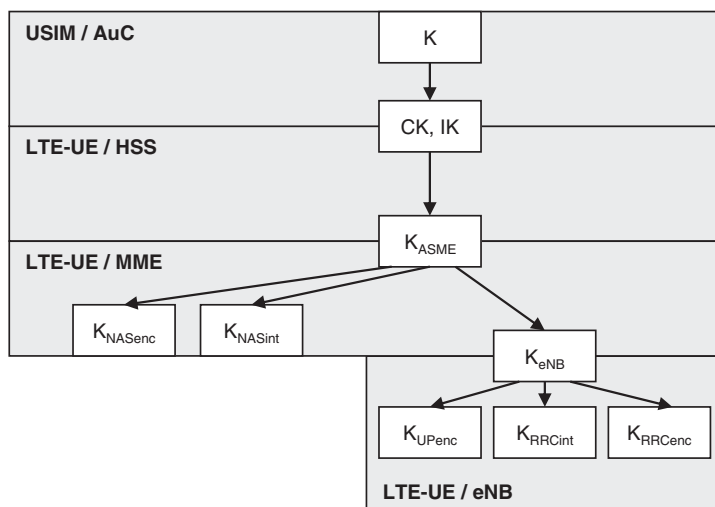 USIM / AuC
K
CK, IK
LTE-UE / HSS
K_ASME
LTE-UE / MME
K_NASenc
K_NASint
K_eNB
K_UPenc
K_RRCint
K_RRCenc
LTE-UE / eNB